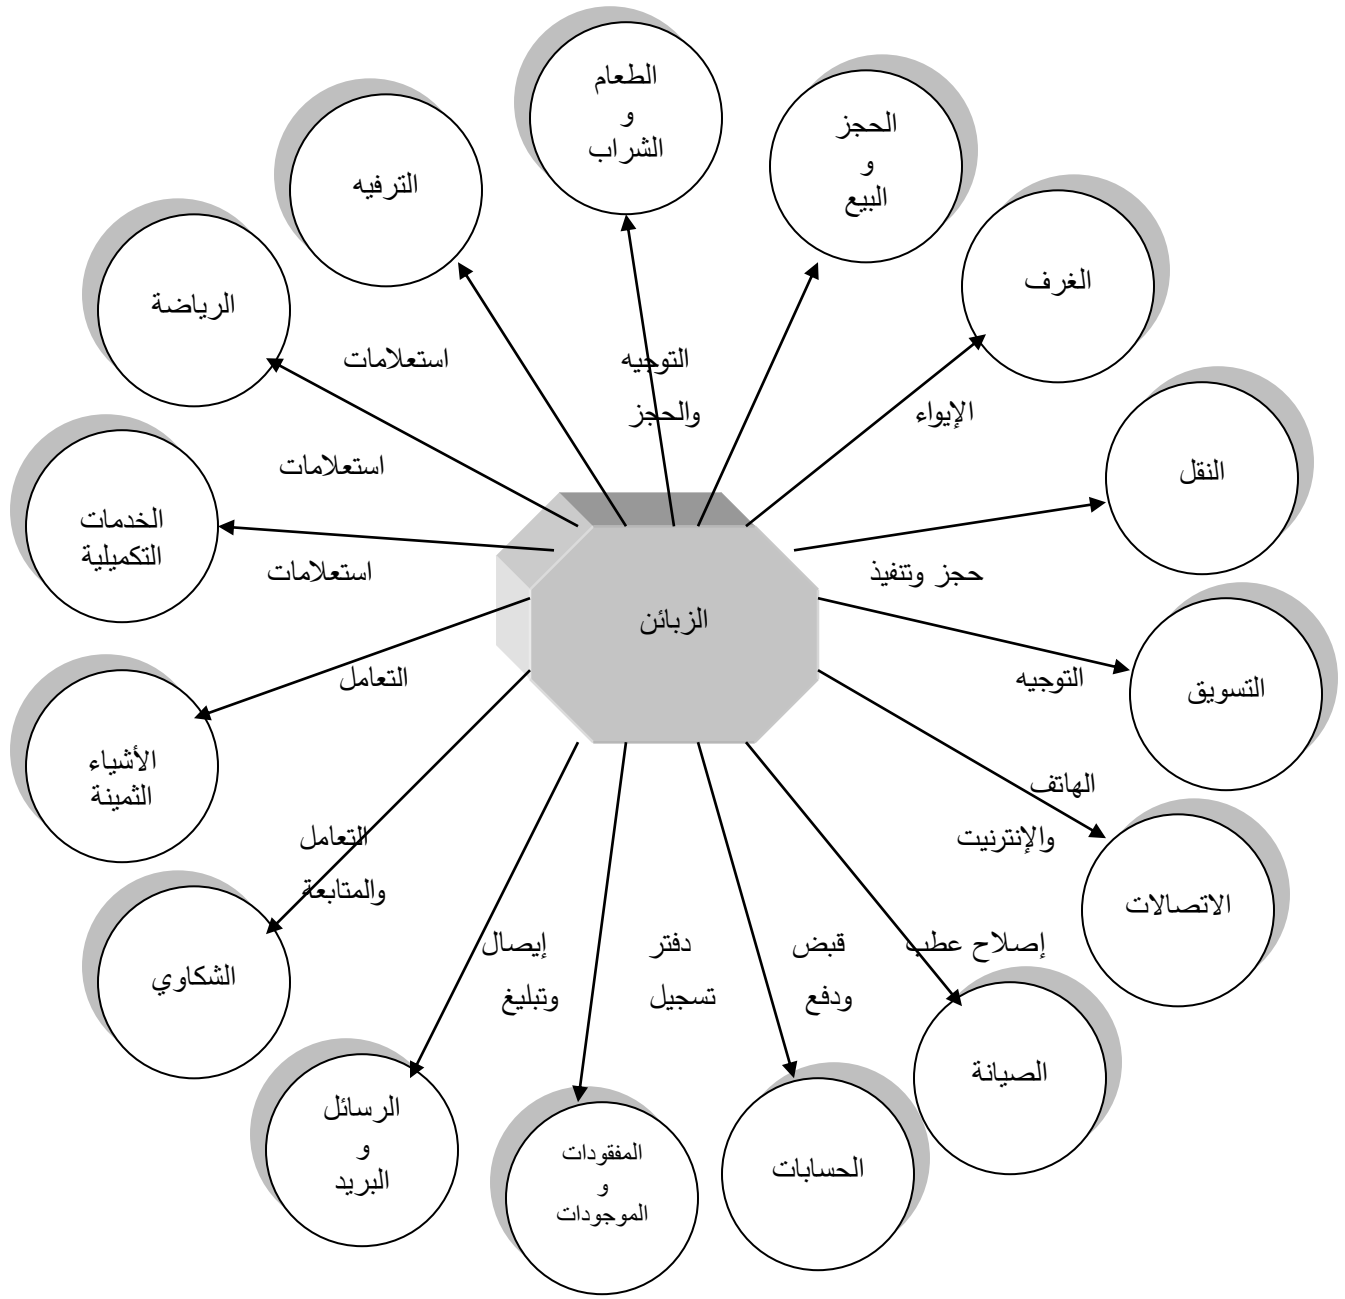 الطعام
و
الشراب
الحجز
و
البيع
الترفيه
الغرف
الرياضة
استعلامات
التوجيه
والحجز
الإيواء
النقل
استعلامات
الخدمات
التكميلية
استعلامات
حجز وتنفيذ
الزبائن
التعامل
التوجيه
التسويق
الأشياء
الثمينة
الهاتف
والإنترنيت
التعامل
والمتابعة
الاتصالات
إيصال
وتبليغ
دفتر
تسجيل
قبض
ودفع
إصلاح عطب
الشكاوي
الصيانة
الرسائل
و
البريد
المفقودات
و
الموجودات
الحسابات